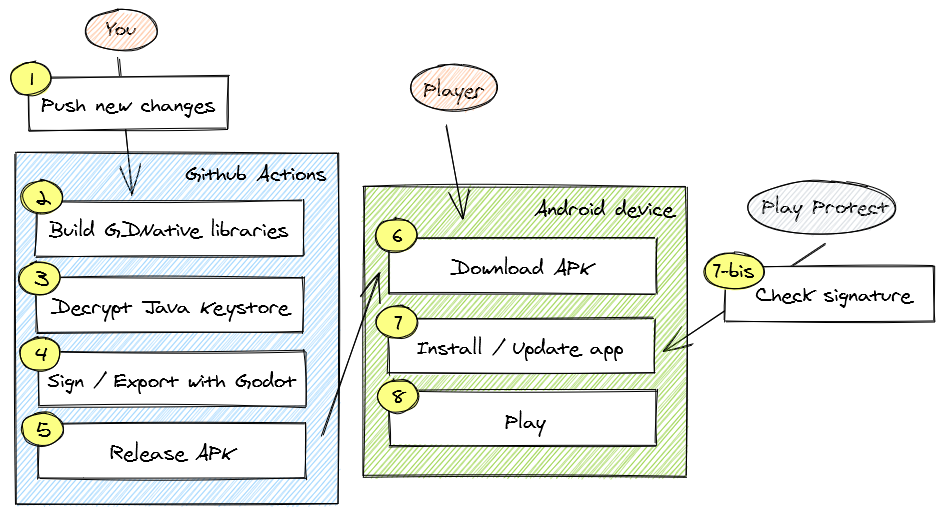 You
1
Push new changes
Github Actions
2
Build GDNative libraries
3
Decrypt Java Keystore
4
Sign / Export with Godot
5
Release APK
Player
Android device
6
Download APK
7
Install / Update app
8
Play
Play Protect
7-bis
Check signature